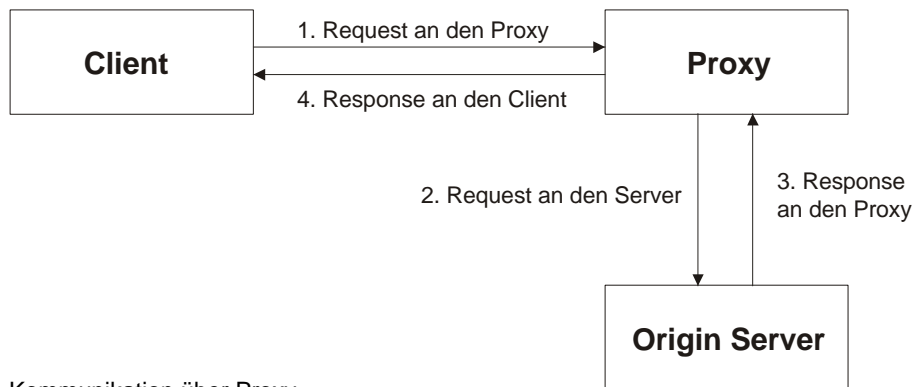 1. Request an den Proxy
Client
Proxy
4. Response an den Client
2. Request an den Server
3. Response
an den Proxy
Origin Server